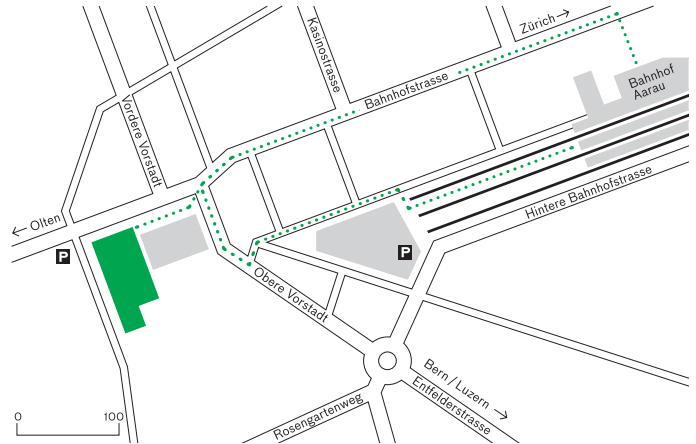 Zürich
Kasinostrasse
Bahnhofstrasse
Bahnhof
Aarau
Vordere Vorstadt
Olten
Hintere Bahnhofstrasse
P
P
Obere Vorstadt
Bern / Luzern
Entfelderstrasse
Rosengartenweg
0
100